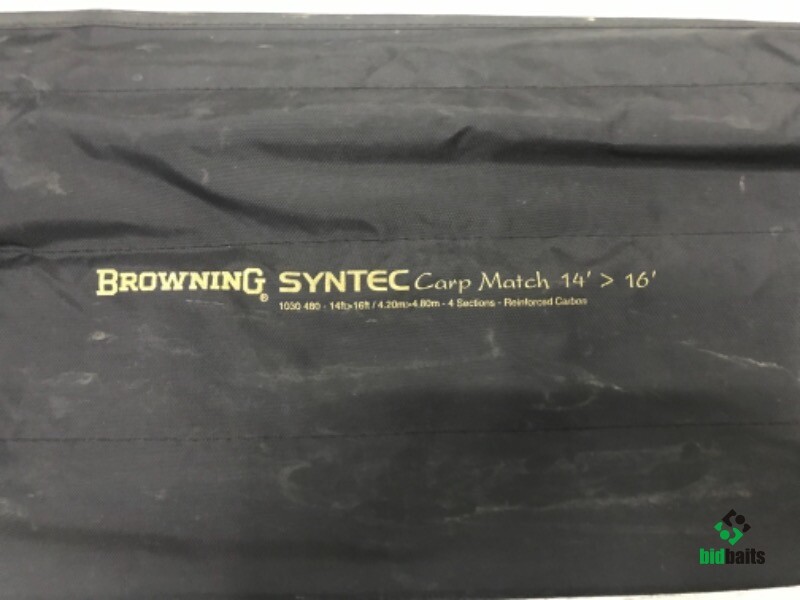 BROWNING® SYNTEC Carp Match 14' > 16'
1030 480 - 14ft>16ft / 4.20m>4.80m - 4 Sections - Reinforced Carbon
bidbaits